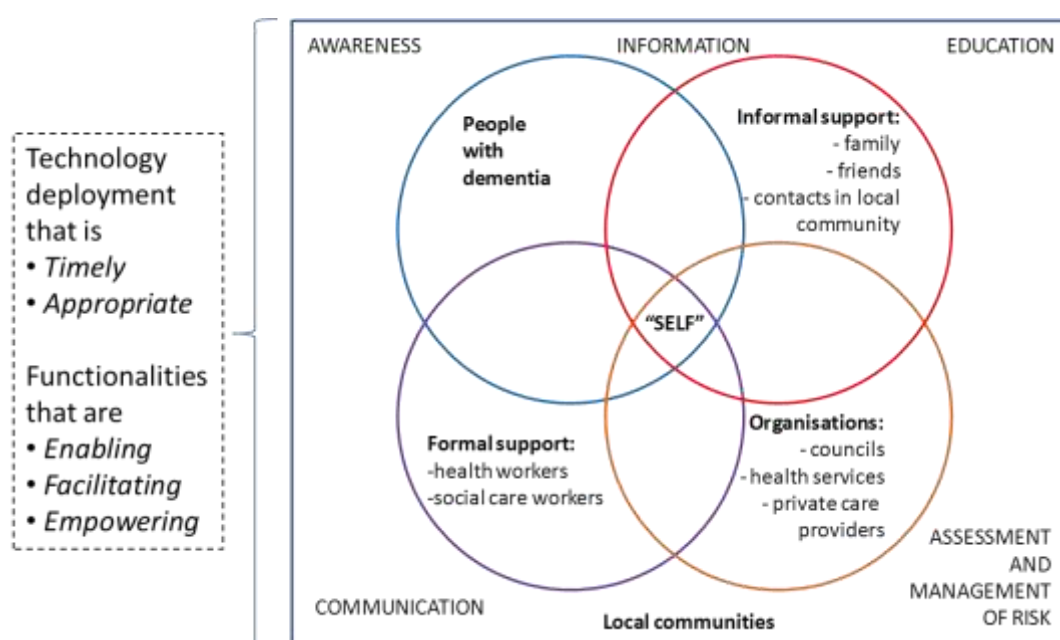 Technology
deployment
that is
• Timely
• Appropriate
Functionalities
that are
• Enabling
• Facilitating
• Empowering
AWARENESS
INFORMATION
EDUCATION
People
with
dementia
Informal support:
- family
- friends
- contacts in local
community
“SELF”
Formal support:
-health workers
-social care workers
Organisations:
- councils
- health services
- private care
providers
COMMUNICATION
Local communities
ASSESSMENT
AND
MANAGEMENT
OF RISK